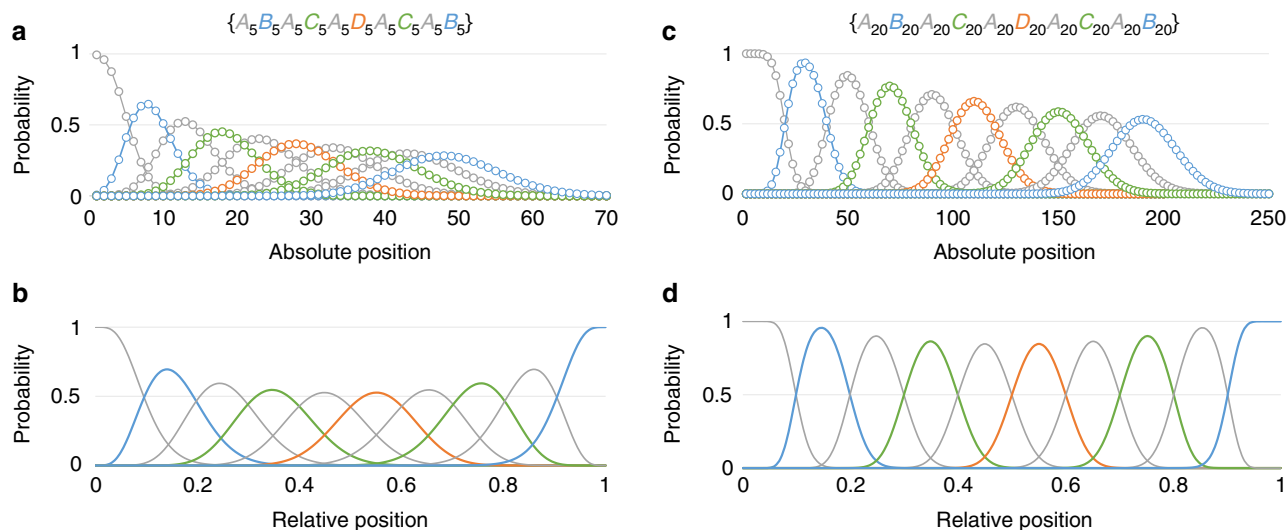 a
{A5B5A5C5A5D5A5C5A5B5}
1
0.5
0
Probability
0 10 20 30 40 50 60 70
Absolute position
b
1
0.5
0
Probability
0 0.2 0.4 0.6 0.8 1
Relative position
c
{A20B20A20C20A20D20A20C20A20B20}
1
0.5
0
Probability
0 50 100 150 200 250
Absolute position
d
1
0.5
0
Probability
0 0.2 0.4 0.6 0.8 1
Relative position